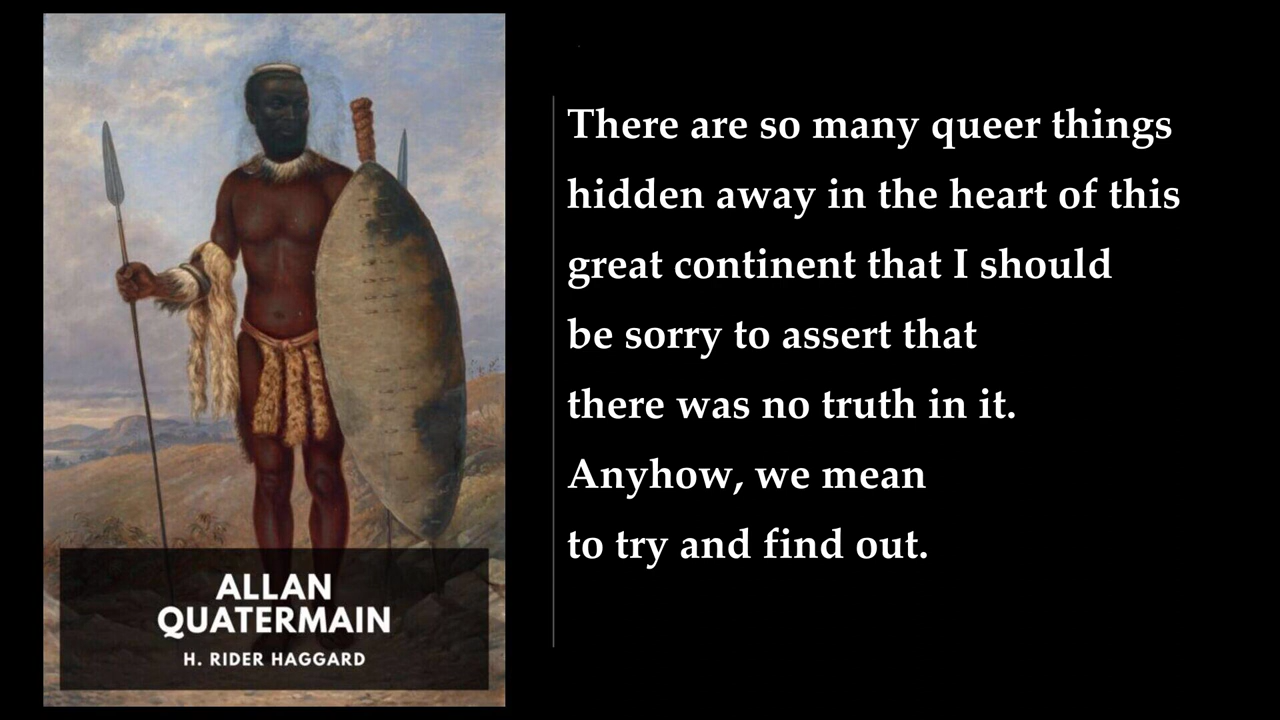 ALLAN
QUATERMAIN
H. RIDER HAGGARD
There are so many queer things
hidden away in the heart of this
great continent that I should
be sorry to assert that
there was no truth in it.
Anyhow, we mean
to try and find out.